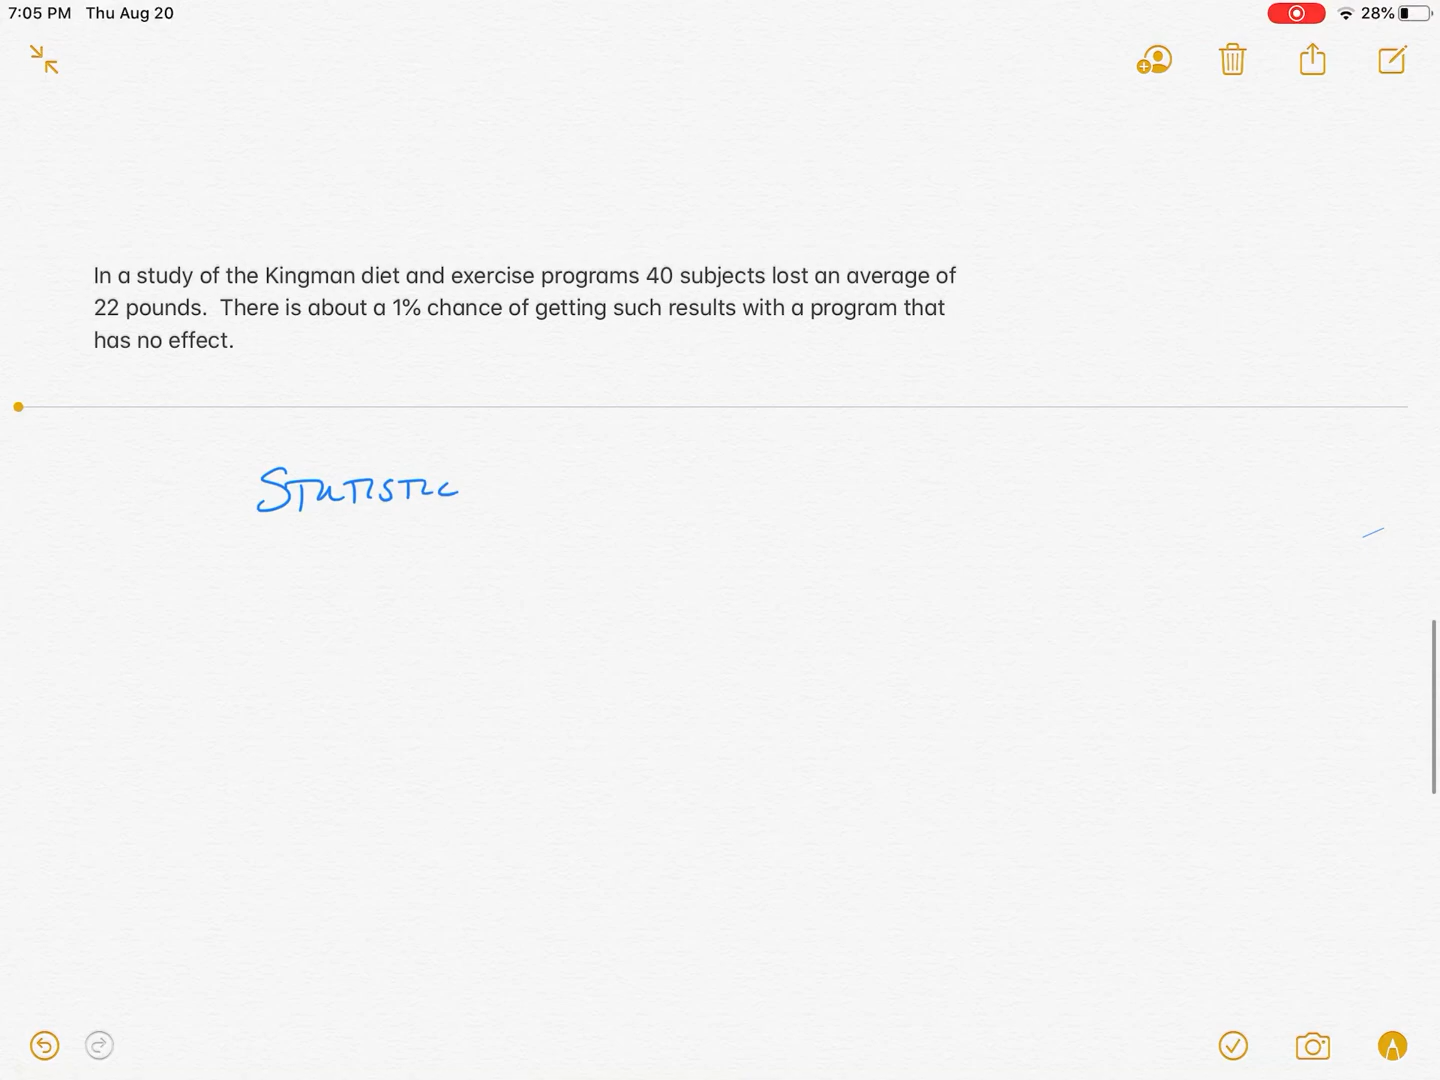 7:05 PM Thu Aug 20
28%
In a study of the Kingman diet and exercise programs 40 subjects lost an average of
22 pounds.  There is about a 1% chance of getting such results with a program that
has no effect.
STATISTIC